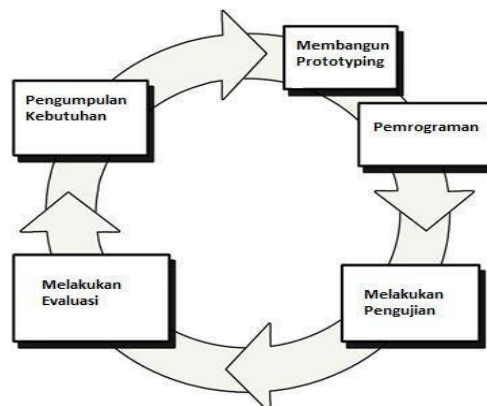 Membangun
Prototyping
Pengumpulan
Kebutuhan
Pemrograman
Melakukan
Evaluasi
Melakukan
Pengujian